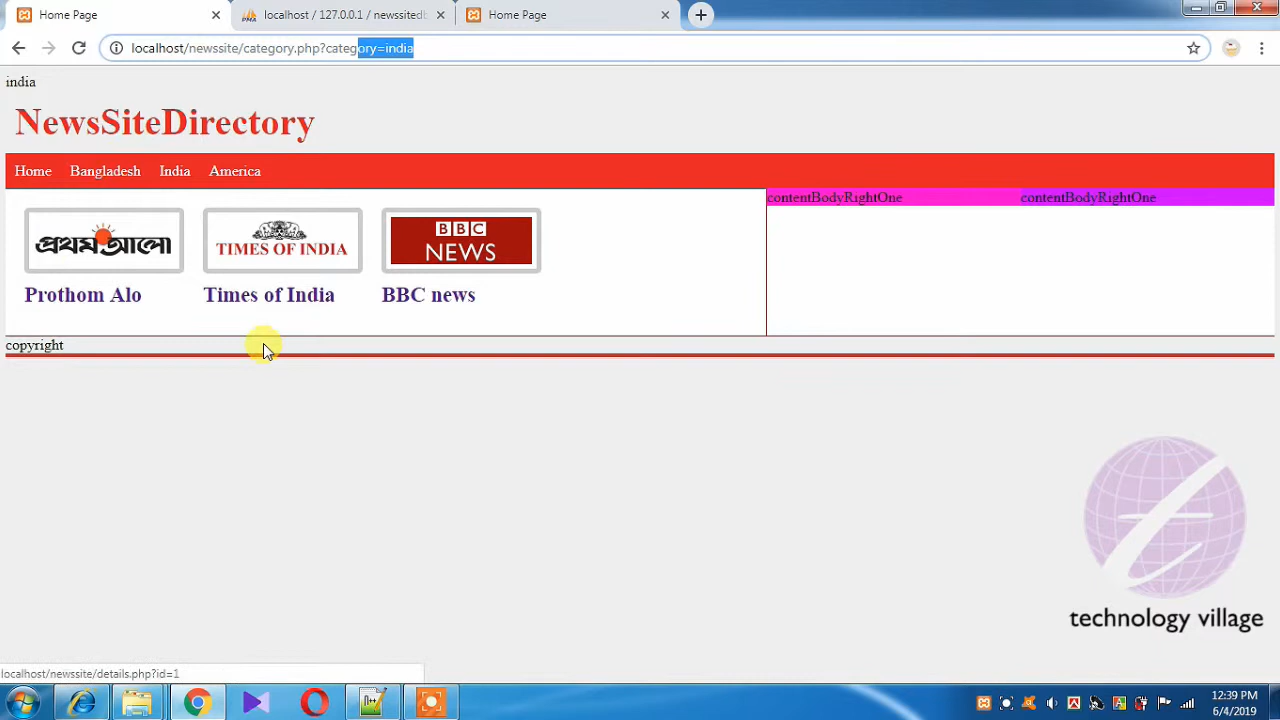 Home Page
localhost / 127.0.0.1 / newssitedb
Home Page
localhost/newssite/category.php?category=india
india
NewsSiteDirectory
Home Bangladesh India America
contentBodyRightOne contentBodyRightOne
প্রথম আলো
TIMES OF INDIA
BBC
NEWS
Prothom Alo Times of India BBC news
copyright
technology village
localhost/newssite/details.php?id=1
12:39 PM
6/4/2019